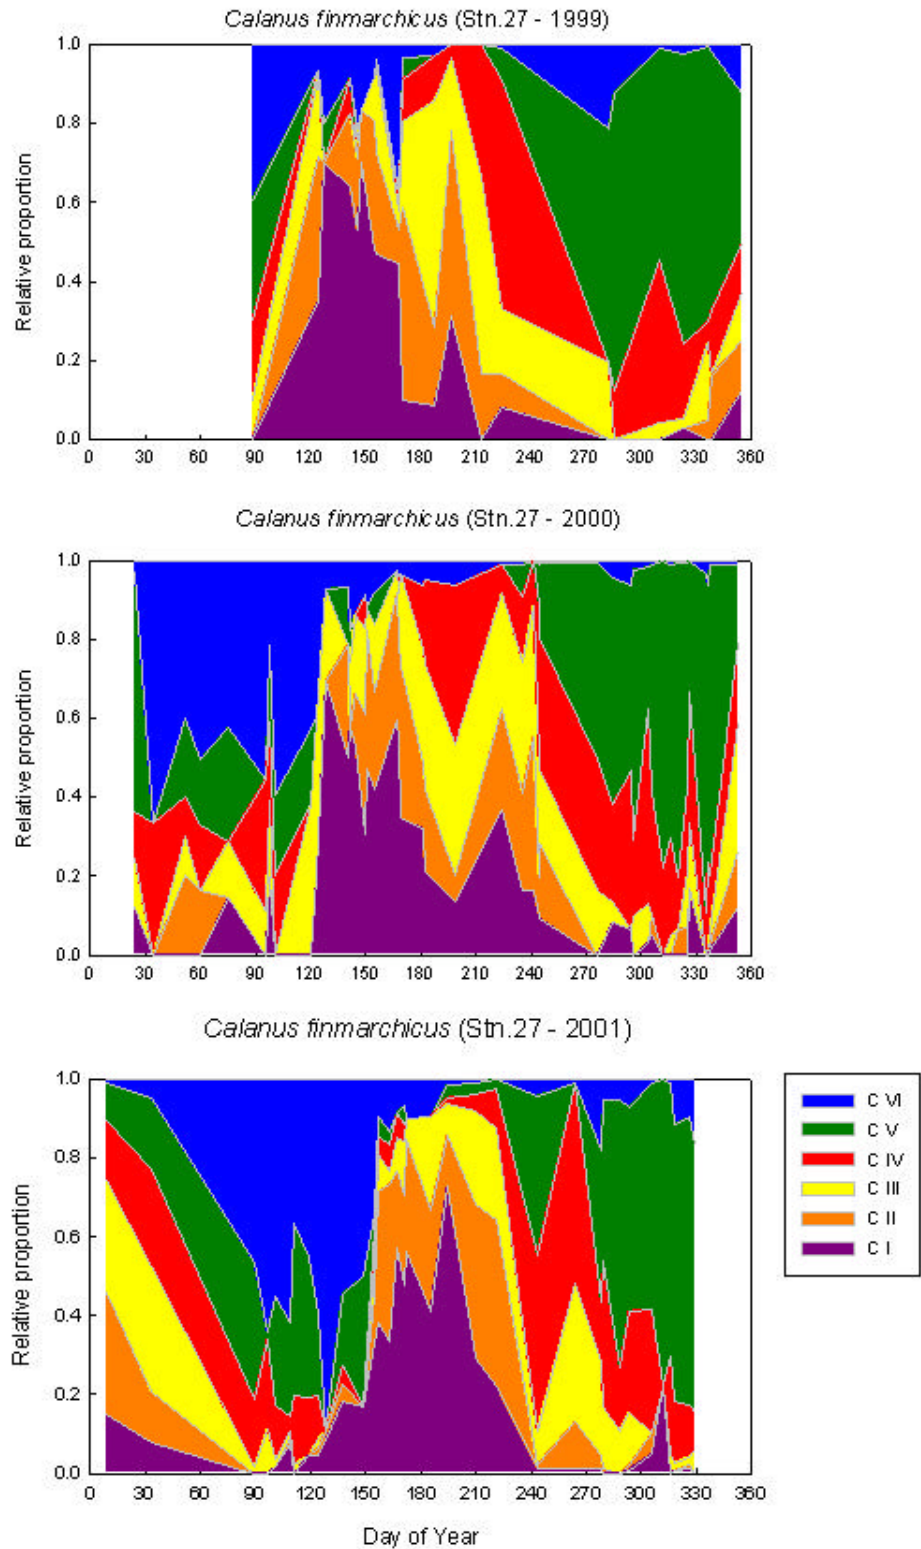 Calanus finmarchicus (Stn.27 - 1999)
1.0
0.8
0.6
0.4
0.2
0.0
Relative proportion
0 30 60 90 120 150 180 210 240 270 300 330 360
Calanus finmarchicus (Stn.27 - 2000)
1.0
0.8
0.6
0.4
0.2
0.0
Relative proportion
0 30 60 90 120 150 180 210 240 270 300 330 360
Calanus finmarchicus (Stn.27 - 2001)
1.0
0.8
0.6
0.4
0.2
0.0
Relative proportion
0 30 60 90 120 150 180 210 240 270 300 330 360
Day of Year
C VI
C V
C IV
C III
C II
C I